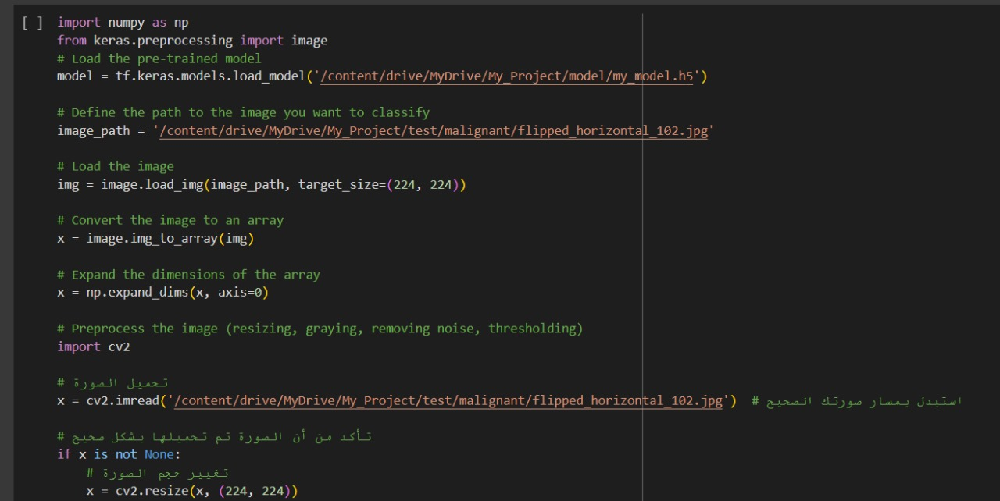 [ ] import numpy as np
from keras.preprocessing import image
# Load the pre-trained model
model = tf.keras.models.load_model('/content/drive/MyDrive/My_Project/model/my_model.h5')
# Define the path to the image you want to classify
image_path = '/content/drive/MyDrive/My_Project/test/malignant/flipped_horizontal_102.jpg'
# Load the image
img = image.load_img(image_path, target_size=(224, 224))
# Convert the image to an array
x = image.img_to_array(img)
# Expand the dimensions of the array
x = np.expand_dims(x, axis=0)
# Preprocess the image (resizing, graying, removing noise, thresholding)
import cv2
# تحميل الصورة
x = cv2.imread('/content/drive/MyDrive/My_Project/test/malignant/flipped_horizontal_102.jpg')  # استبدل بمسار صورتك الصحيح
# تأكد من أن الصورة تم تحميلها بشكل صحيح
if x is not None:
    # تغيير حجم الصورة
    x = cv2.resize(x, (224, 224))